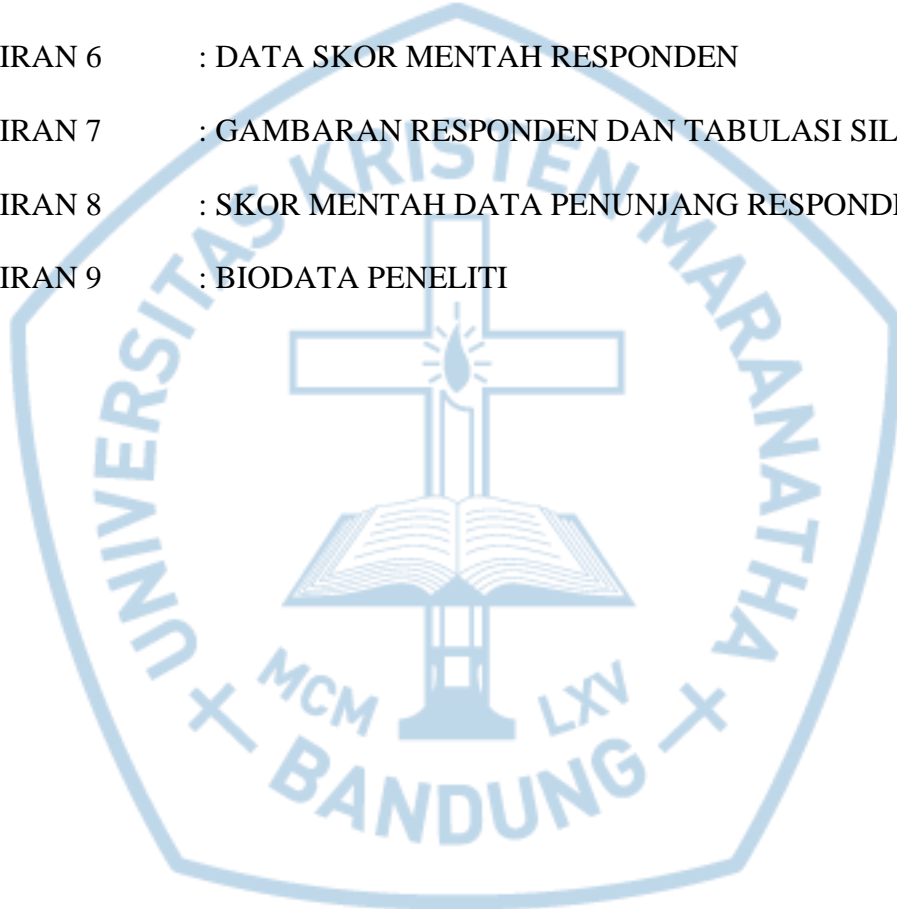 IRAN 6 : DATA SKOR MENTAH RESPONDEN
IRAN 7 : GAMBARAN RESPONDEN DAN TABULASI SIL
IRAN 8 : SKOR MENTAH DATA PENUNJANG RESPOND
IRAN 9 : BIODATA PENELITI
UNIVERSITAS KRISTEN MARANATHA
MCM LXV
BANDUNG